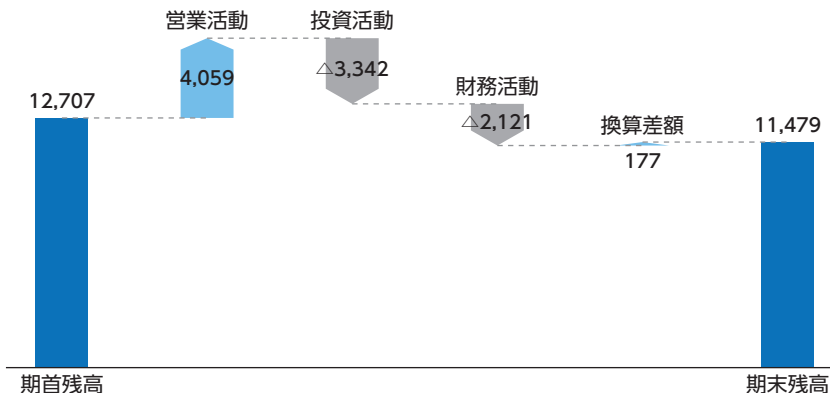 営業活動
投資活動
4,059
△3,342
財務活動
12,707
△2,121
換算差額
11,479
177
期首残高
期末残高